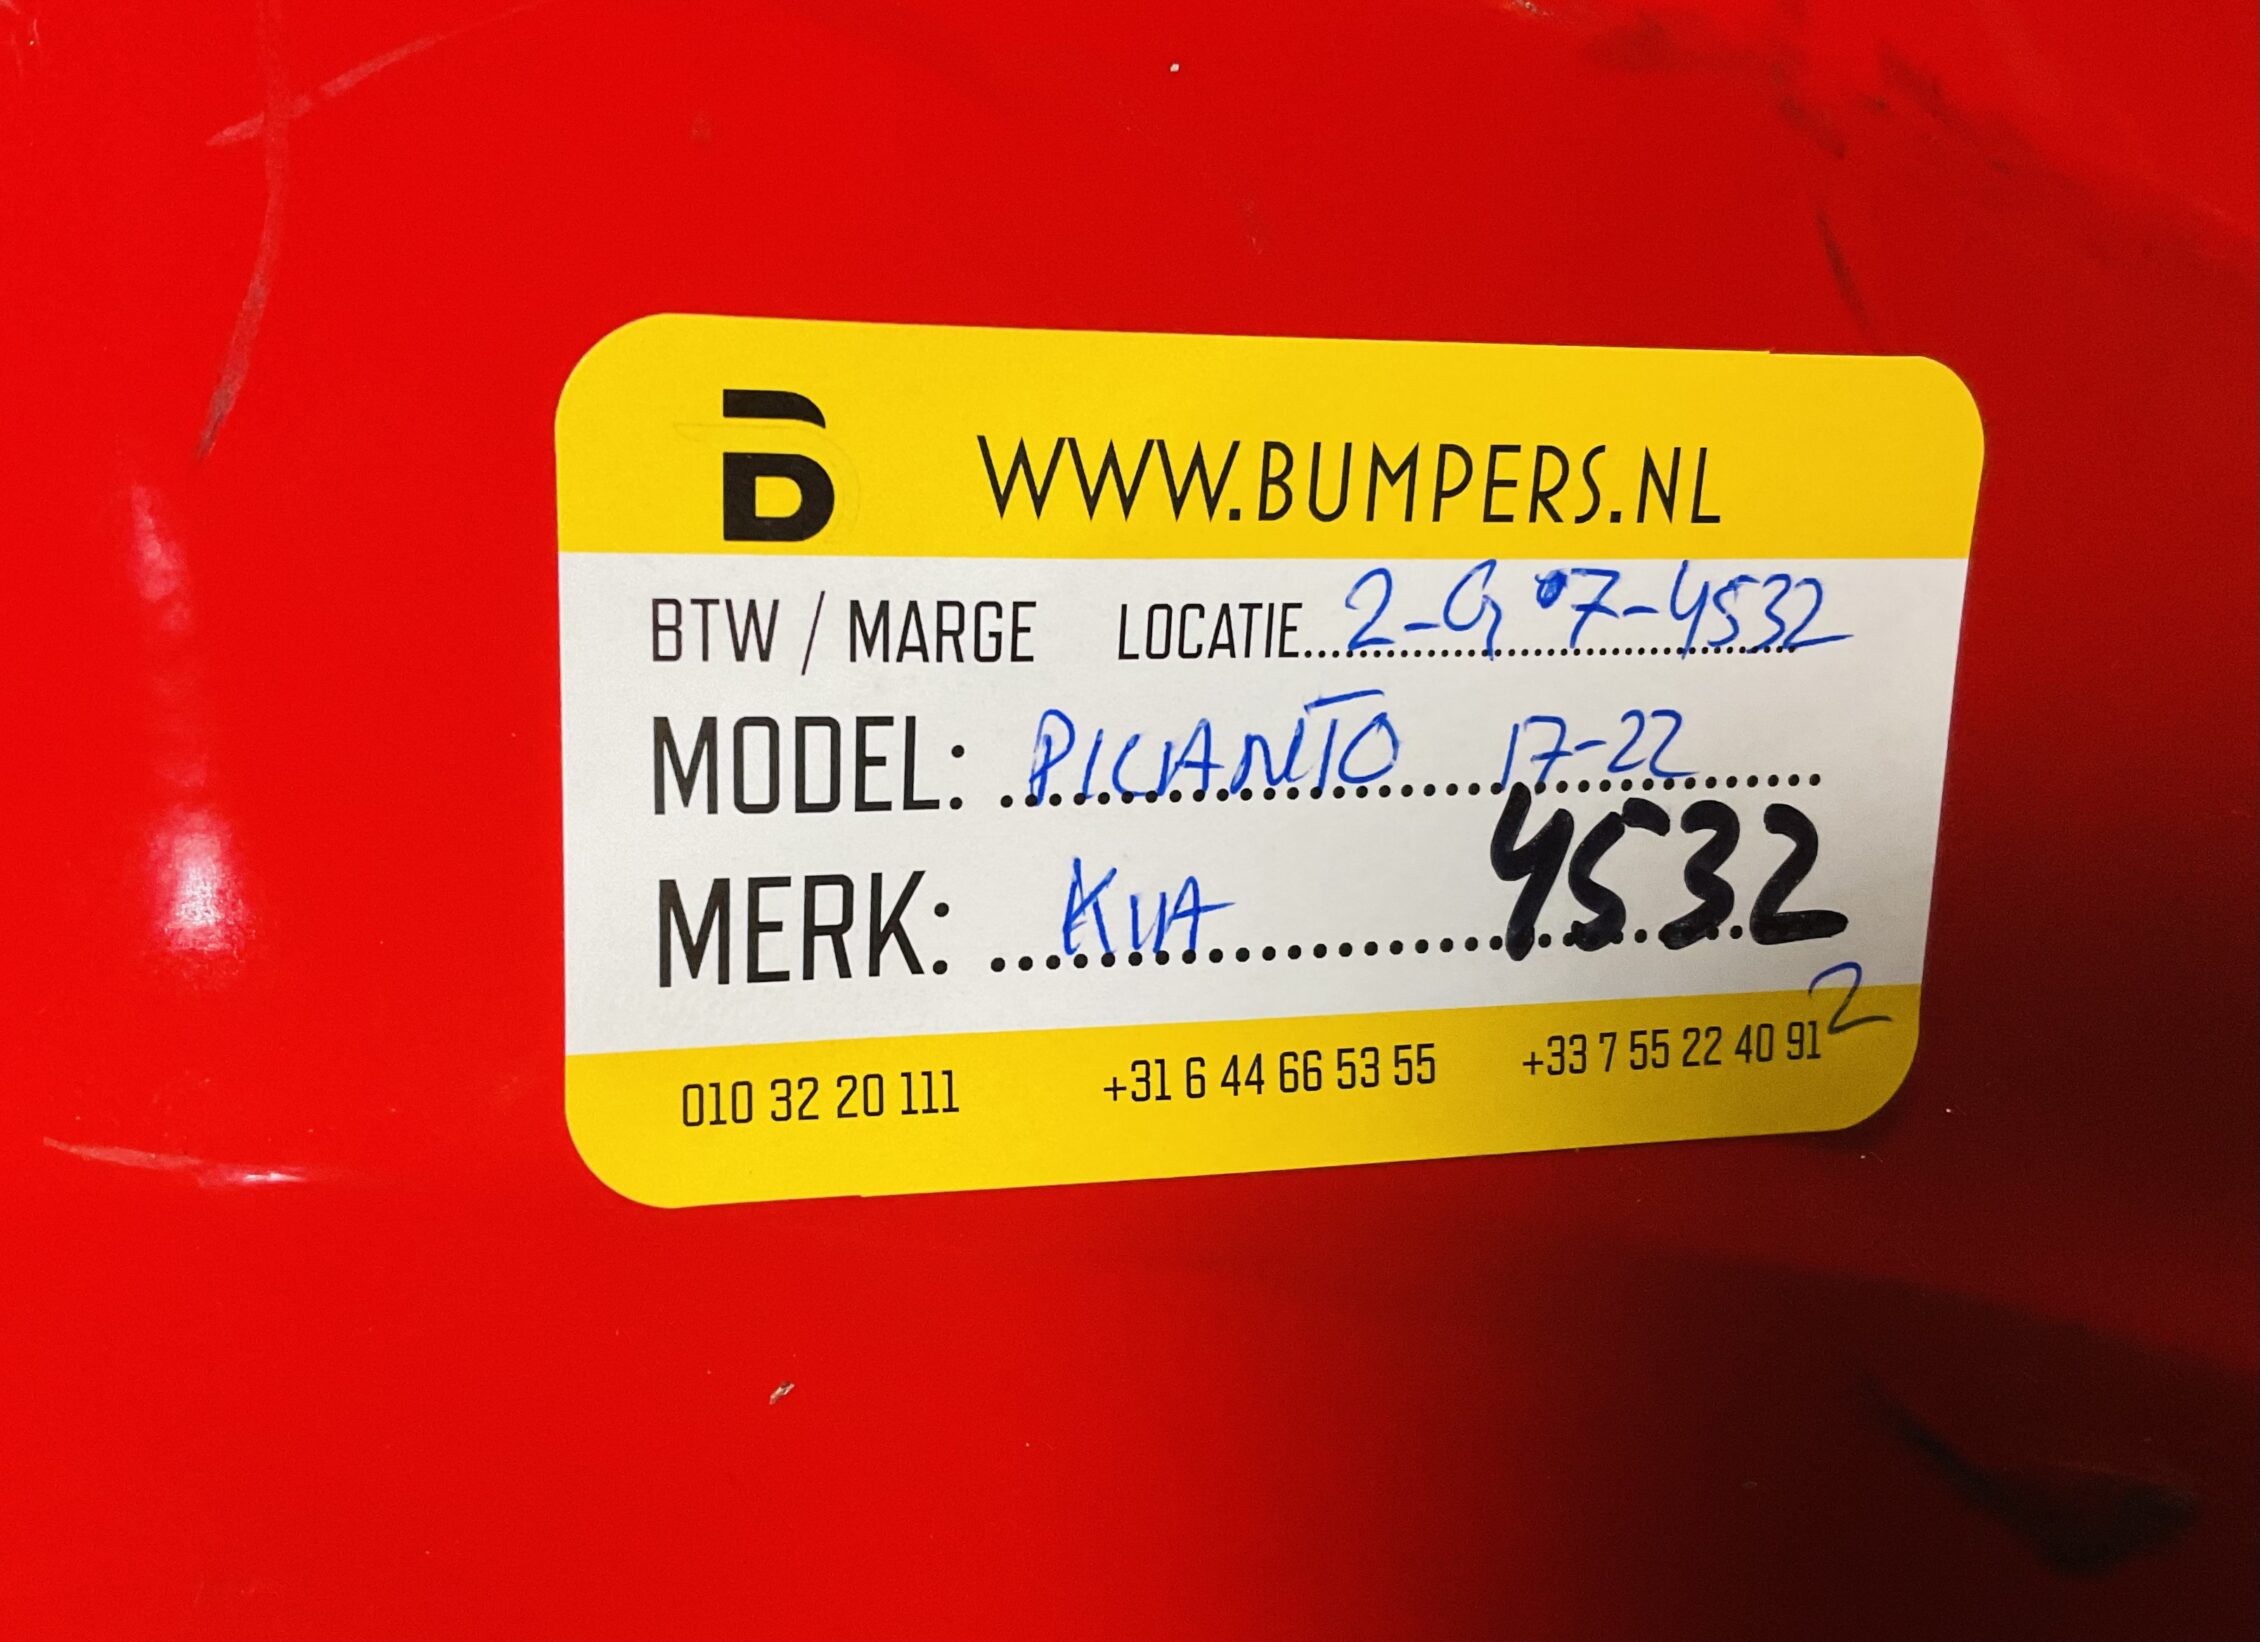 B WWW.BUMPERS.NL
BTW / MARGE LOCATIE 2-G07-4532
MODEL: PICANTO 17-22
MERK: KIA 4532
2
010 32 20 111 +31 6 44 66 53 55 +33 7 55 22 40 91